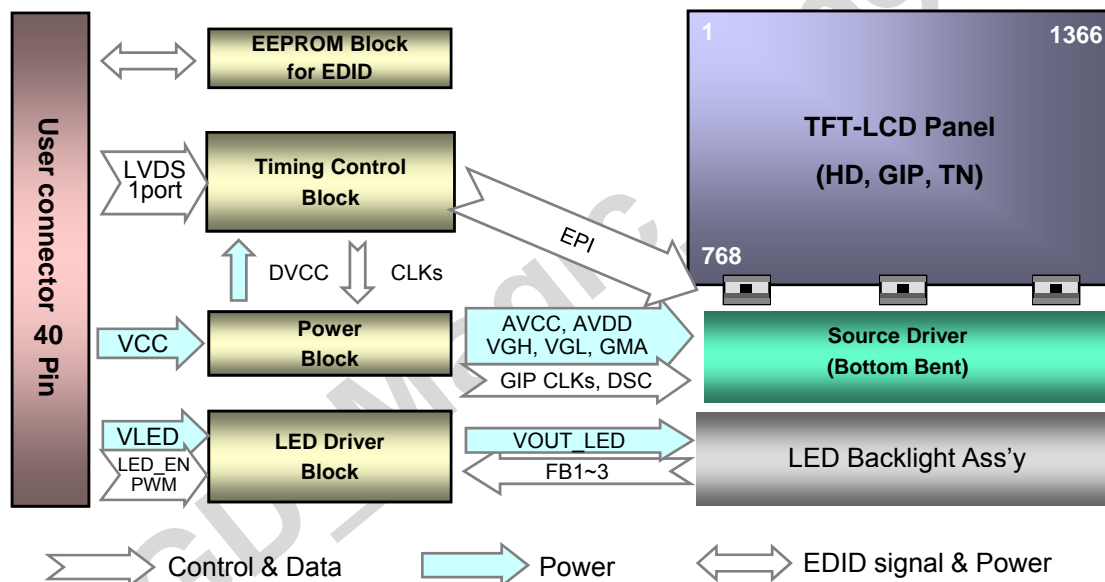 User connector 40 Pin
EEPROM Block
for EDID
LVDS
1port
Timing Control
Block
EPI
DVCC
CLKs
VCC
Power
Block
AVCC, AVDD
VGH, VGL, GMA
GIP CLKs, DSC
VLED
LED_EN
PWM
LED Driver
Block
VOUT_LED
FB1~3
1
1366
TFT-LCD Panel
(HD, GIP, TN)
768
Source Driver
(Bottom Bent)
LED Backlight Ass’y
Control & Data
Power
EDID signal & Power